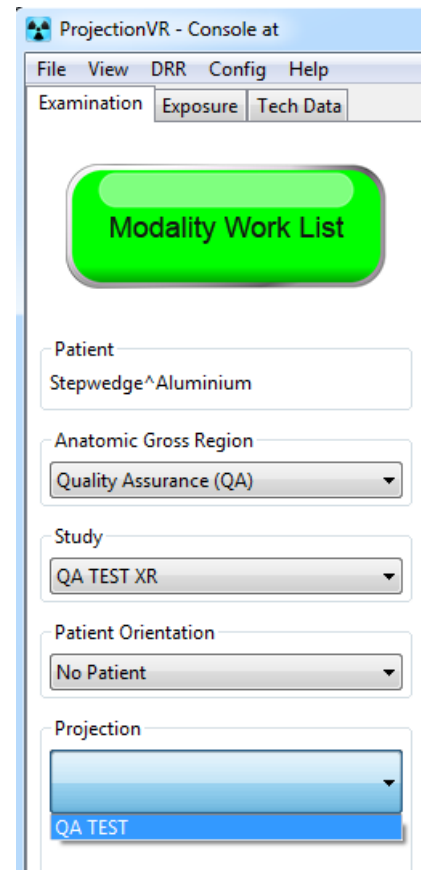 ProjectionVR - Console at
File View DRR Config Help
Examination Exposure Tech Data
Modality Work List
Patient
Stepwedge^Aluminium
Anatomic Gross Region
Quality Assurance (QA)
Study
QA TEST XR
Patient Orientation
No Patient
Projection
QA TEST